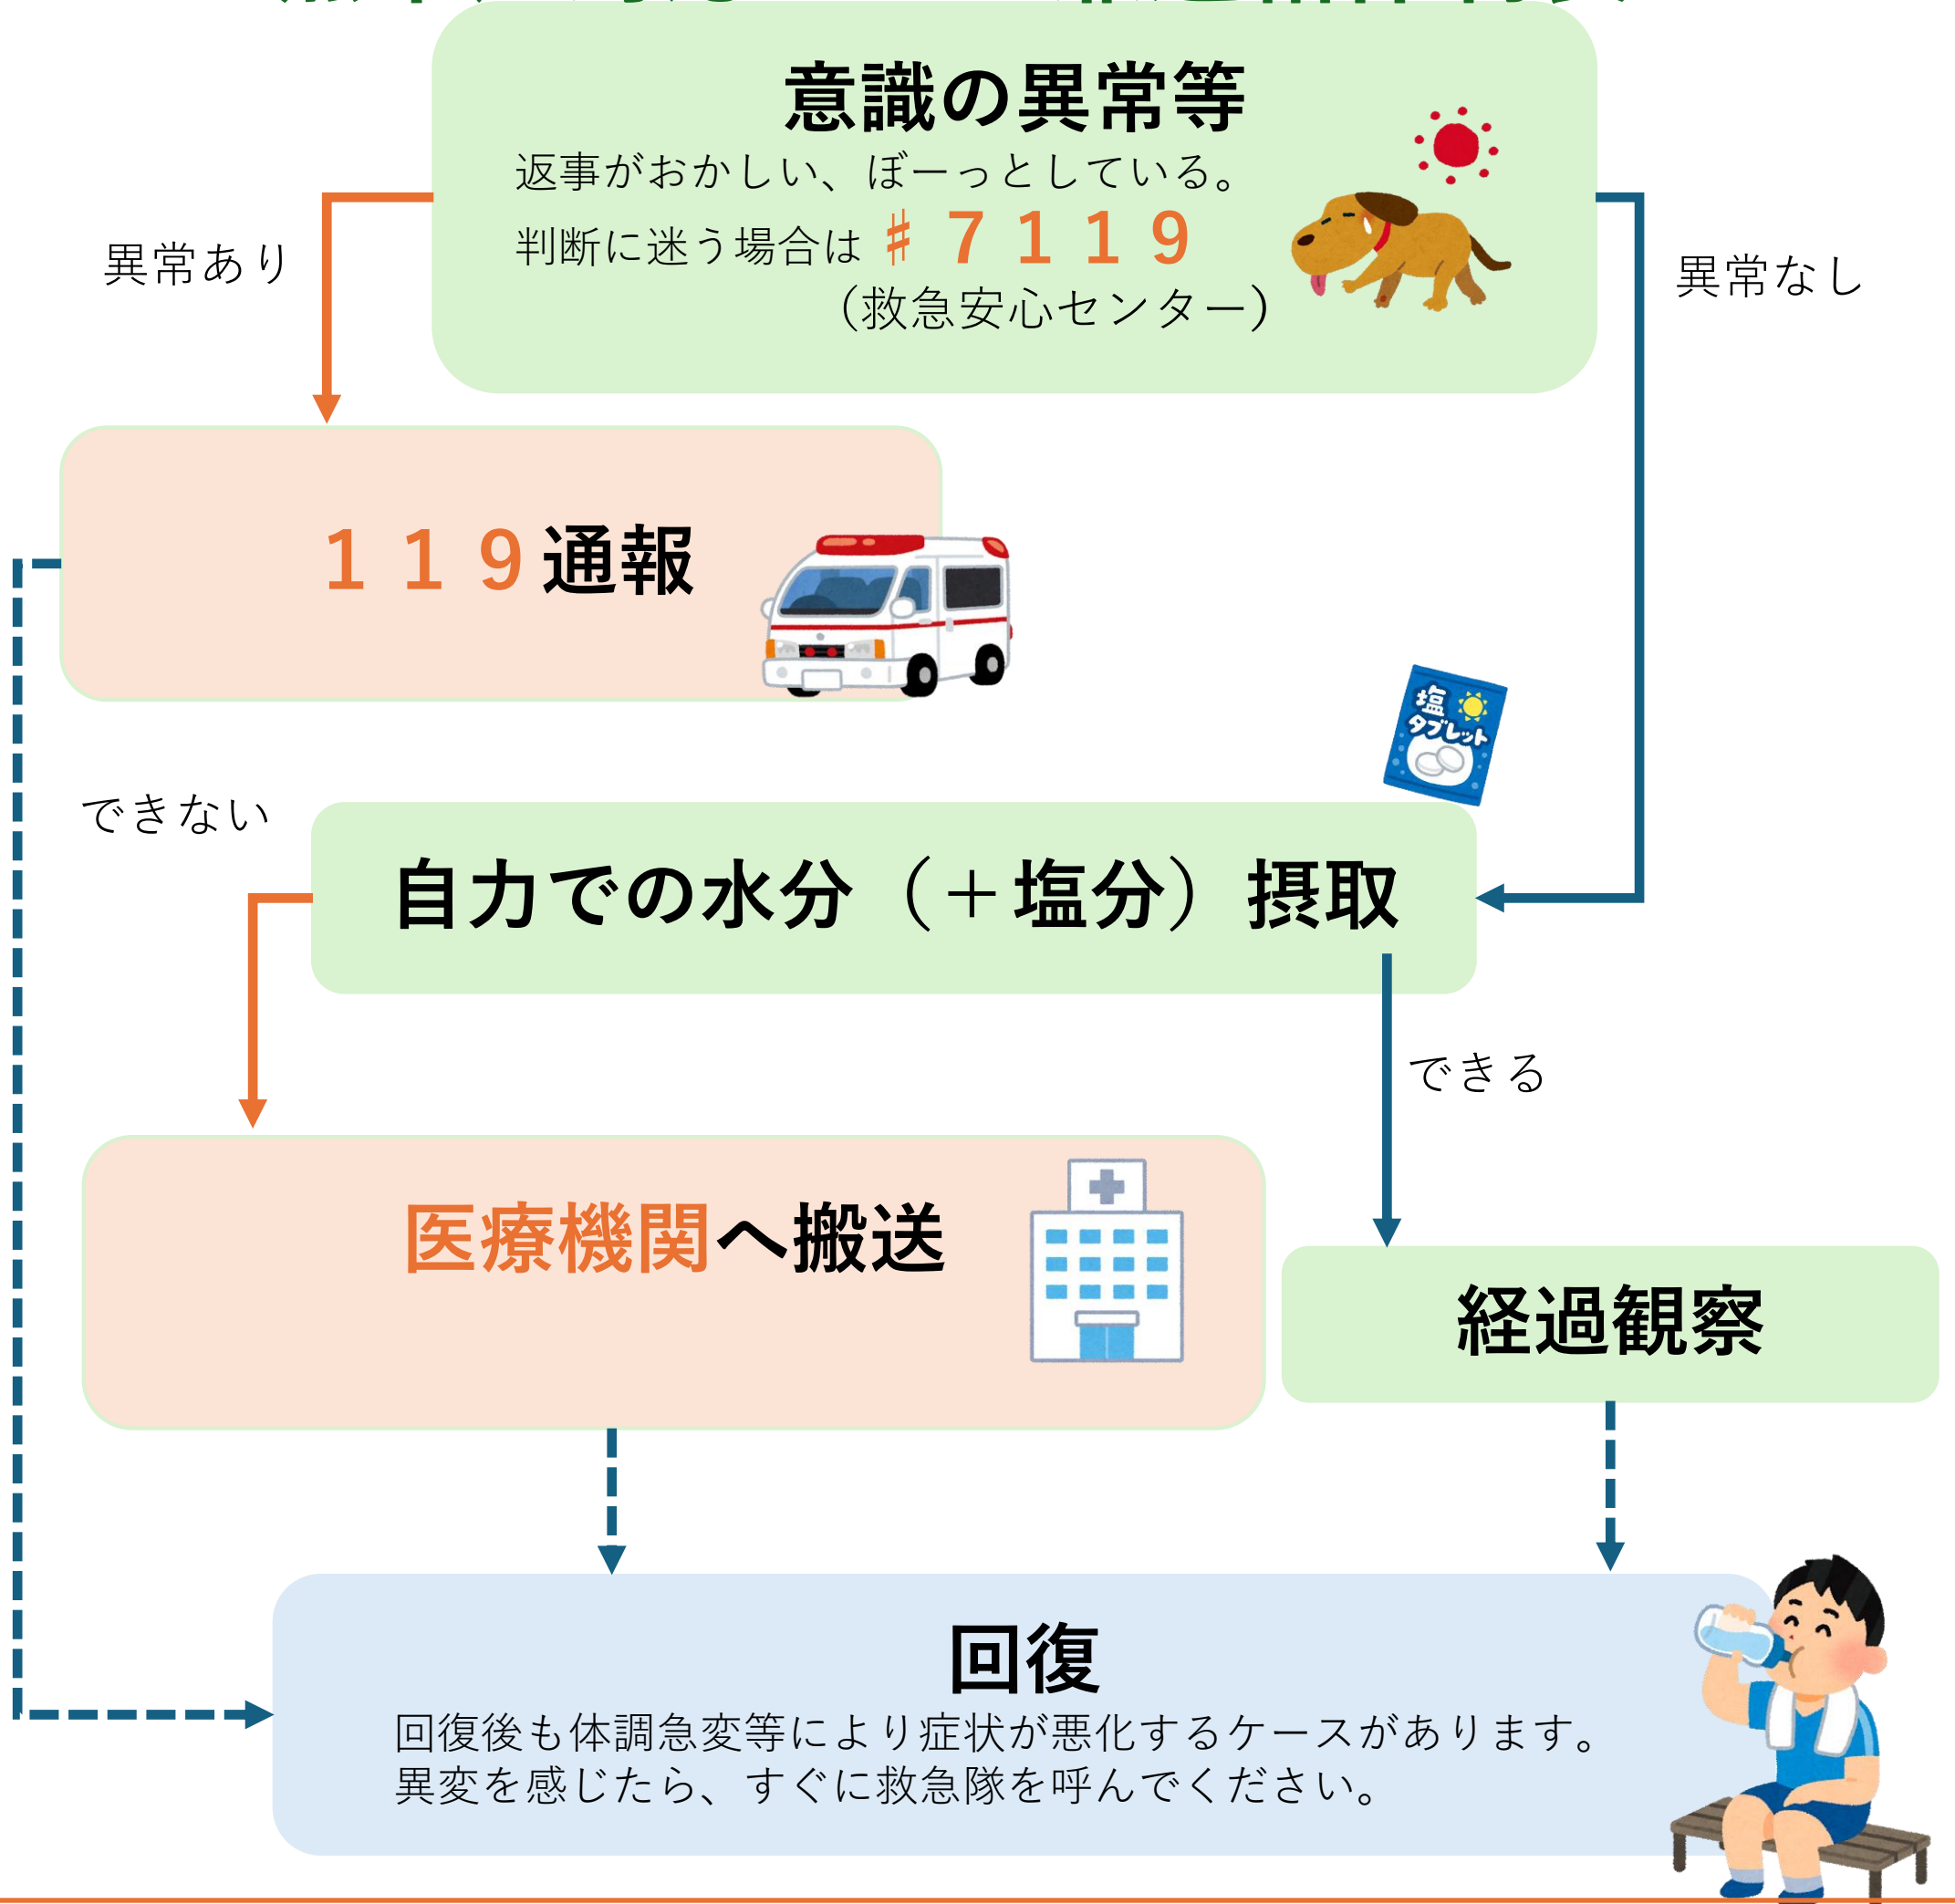 意識の異常等
返事がおかしい、ぼーっとしている。
判断に迷う場合は ♯７１１９
（救急安心センター）
異常あり
異常なし
１１９通報
塩
タブレット
できない
自力での水分（＋塩分）摂取
できる
医療機関へ搬送
経過観察
回復
回復後も体調急変等により症状が悪化するケースがあります。
異変を感じたら、すぐに救急隊を呼んでください。